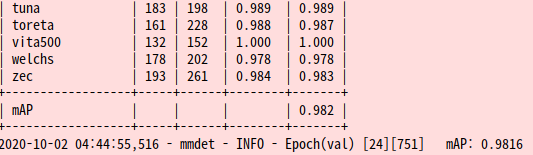 | tuna | 183 | 198 | 0.989 | 0.989 |
| toreta | 161 | 228 | 0.988 | 0.987 |
| vita500 | 132 | 152 | 1.000 | 1.000 |
| welchs | 178 | 202 | 0.978 | 0.978 |
| zec | 193 | 261 | 0.984 | 0.983 |
+---------------+-----+------+--------+-------+
| mAP | | | | 0.982 |
+---------------+-----+------+--------+-------+
2020-10-02 04:44:55,516 - mmdet - INFO - Epoch(val) [24][751] mAP: 0.9816